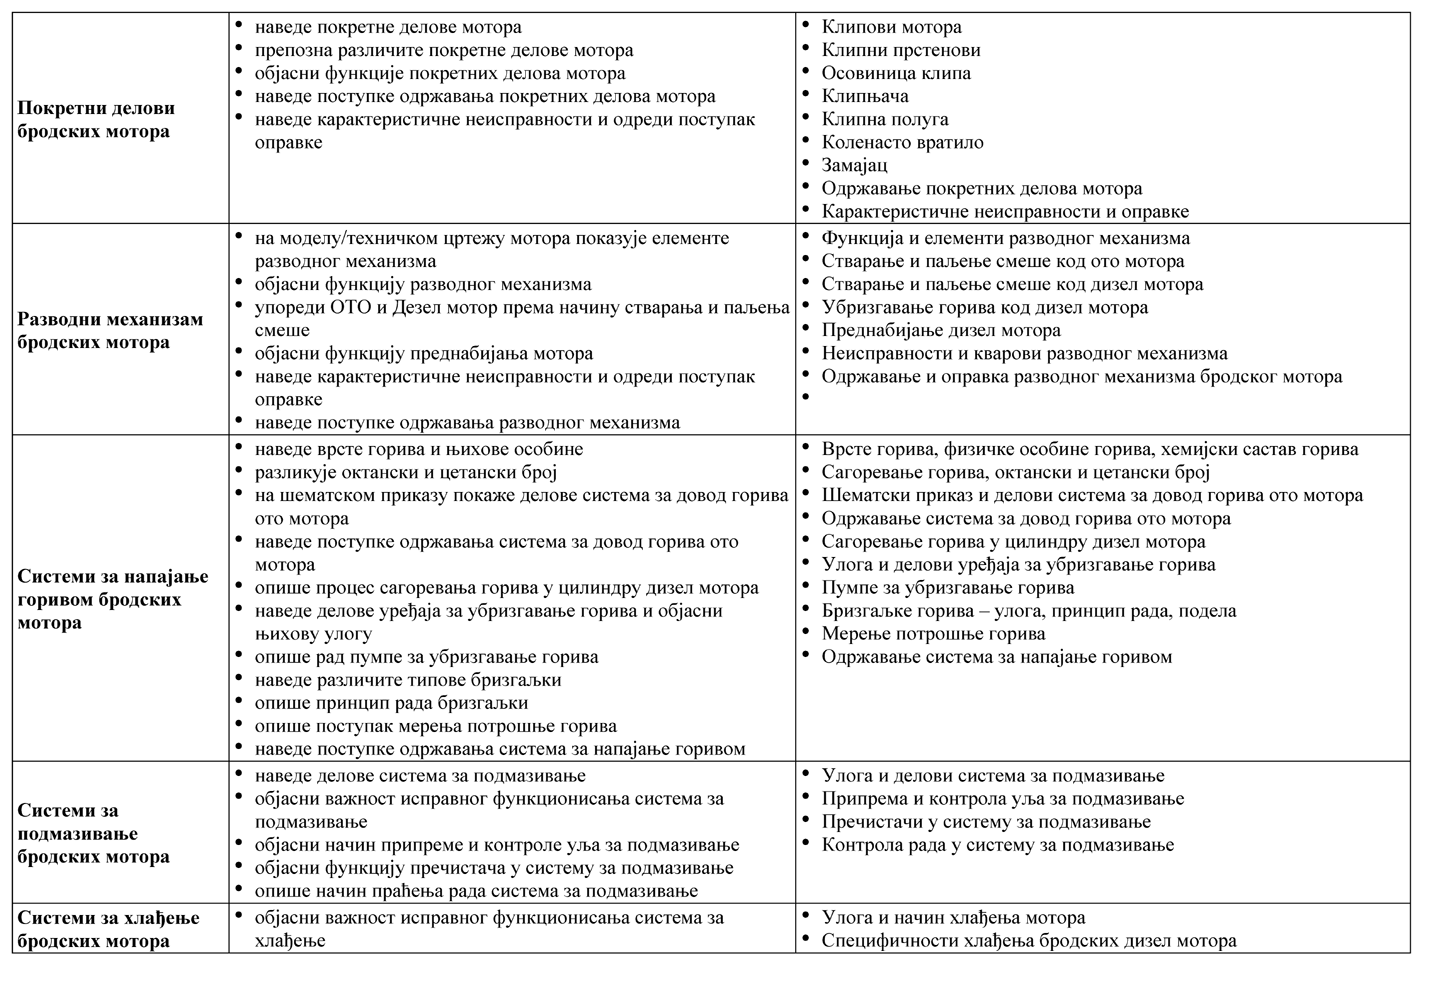 Покретни делови
бродских мотора
• наведе покретне делове мотора
• препозна различите покретне делове мотора
• објасни функције покретних делова мотора
• наведе поступке одржавања покретних делова мотора
• наведе карактеристичне неисправности и одреди поступак
оправке
• Клипови мотора
• Клипни прстенови
• Осовиница клипа
• Клипњача
• Клипна полуга
• Коленасто вратило
• Замајац
• Одржавање покретних делова мотора
• Карактеристичне неисправности и оправке
Разводни механизам
бродских мотора
• на моделу/техничком цртежу мотора показује елементе
разводног механизма
• објасни функцију разводног механизма
• упореди ОТО и Дезел мотор према начину стварања и паљења
смеше
• објасни функцију преднабијања мотора
• наведе карактеристичне неисправности и одреди поступак
оправке
• наведе поступке одржавања разводног механизма
• Функција и елементи разводног механизма
• Стварање и паљење смеше код ото мотора
• Стварање и паљење смеше код дизел мотора
• Убризгавање горива код дизел мотора
• Преднабијање дизел мотора
• Неисправности и кварови разводног механизма
• Одржавање и оправка разводног механизма бродског мотора
•
Системи за напајање
горивом бродских
мотора
• наведе врсте горива и њихове особине
• разликује октански и цетански број
• на шематском приказу покаже делове система за довод горива
ото мотора
• наведе поступке одржавања система за довод горива ото
мотора
• опише процес сагоревања горива у цилиндру дизел мотора
• наведе делове уређаја за убризгавање горива и објасни
њихову улогу
• опише рад пумпе за убризгавање горива
• наведе различите типове бризгаљки
• опише принцип рада бризгаљки
• опише поступак мерења потрошње горива
• наведе поступке одржавања система за напајање горивом
• Врсте горива, физичке особине горива, хемијски састав горива
• Сагоревање горива, октански и цетански број
• Шематски приказ и делови система за довод горива ото мотора
• Одржавање система за довод горива ото мотора
• Сагоревање горива у цилиндру дизел мотора
• Улога и делови уређаја за убризгавање горива
• Пумпе за убризгавање горива
• Бризгаљке горива – улога, принцип рада, подела
• Мерење потрошње горива
• Одржавање система за напајање горивом
Системи за
подмазивање
бродских мотора
• наведе делове система за подмазивање
• објасни важност исправног функционисања система за
подмазивање
• објасни начин припреме и контроле уља за подмазивање
• објасни функцију пречистача у систему за подмазивање
• опише начин праћења рада система за подмазивање
• Улога и делови система за подмазивање
• Припрема и контрола уља за подмазивање
• Пречистачи у систему за подмазивање
• Контрола рада у систему за подмазивање
Системи за хлађење
бродских мотора
• објасни важност исправног функционисања система за
хлађење
• Улога и начин хлађења мотора
• Специфичности хлађења бродских дизел мотора